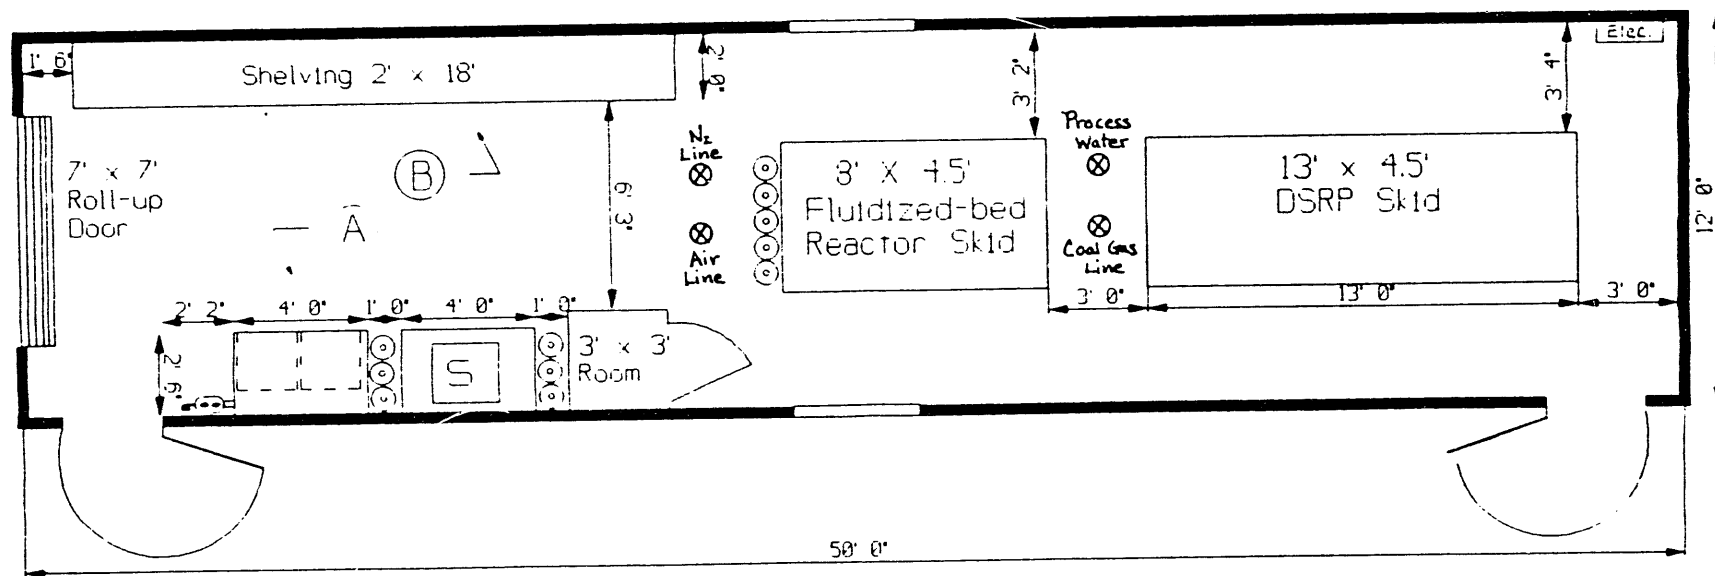 Elec.
1' 6"
Shelving 2' x 18'
2' 0"
3' 2"
3' 4"
Process
Water
N2
Line
7' x 7'
Roll-up
Door
B
A
6' 3"
8' X 4.5'
Fluidized-bed
Reactor Skid
13' x 4.5'
DSRP Skid
12' 0"
Air
Line
Coal Gas
Line
2' 2"
4' 0"
1' 0"
4' 0"
1' 0"
3' 0"
13' 0"
3' 0"
2' 6"
S
3' x 3'
Room
50' 0"